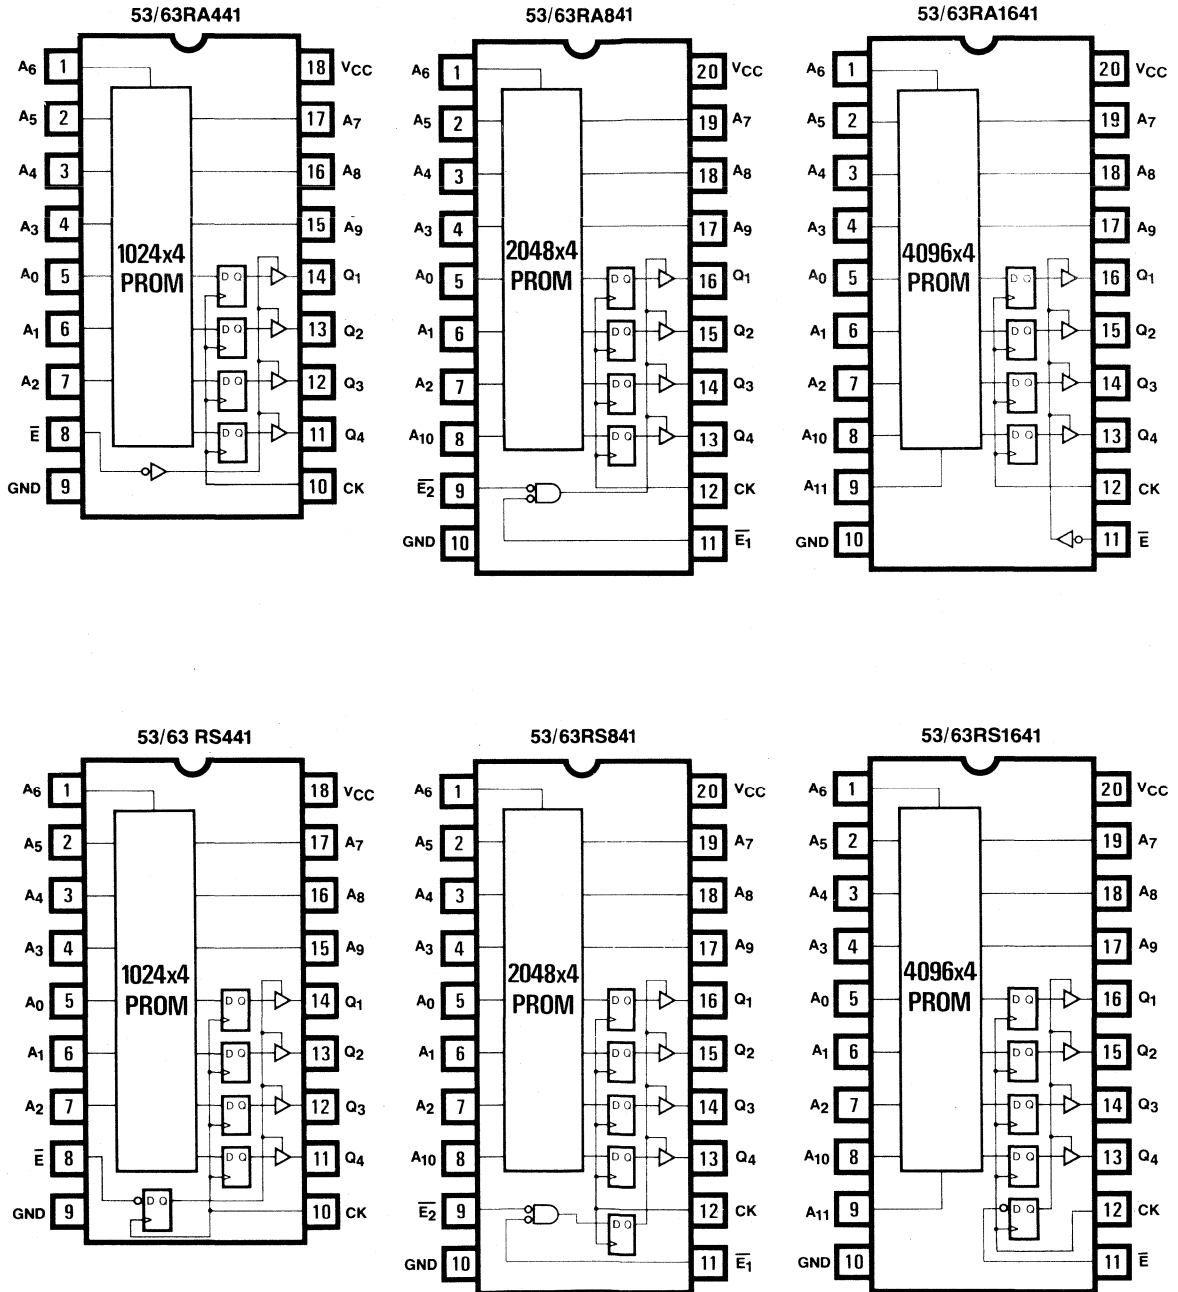 53/63RA441
A6 1 18 VCC
A5 2 17 A7
A4 3 16 A8
A3 4 15 A9
1024x4
PROM
A0 5 D Q 14 Q1
A1 6 D Q 13 Q2
A2 7 D Q 12 Q3
E̅ 8 D Q 11 Q4
GND 9 10 CK
53/63RA841
A6 1 20 VCC
A5 2 19 A7
A4 3 18 A8
A3 4 17 A9
2048x4
PROM
A0 5 D Q 16 Q1
A1 6 D Q 15 Q2
A2 7 D Q 14 Q3
A10 8 D Q 13 Q4
E̅2 9 12 CK
GND 10 11 E̅1
53/63RA1641
A6 1 20 VCC
A5 2 19 A7
A4 3 18 A8
A3 4 17 A9
4096x4
PROM
A0 5 D Q 16 Q1
A1 6 D Q 15 Q2
A2 7 D Q 14 Q3
A10 8 D Q 13 Q4
A11 9 12 CK
GND 10 11 E̅
53/63 RS441
A6 1 18 VCC
A5 2 17 A7
A4 3 16 A8
A3 4 15 A9
1024x4
PROM
A0 5 D Q 14 Q1
A1 6 D Q 13 Q2
A2 7 D Q 12 Q3
E̅ 8 D Q 11 Q4
GND 9 D Q 10 CK
53/63RS841
A6 1 20 VCC
A5 2 19 A7
A4 3 18 A8
A3 4 17 A9
2048x4
PROM
A0 5 D Q 16 Q1
A1 6 D Q 15 Q2
A2 7 D Q 14 Q3
A10 8 D Q 13 Q4
E̅2 9 D Q 12 CK
GND 10 11 E̅1
53/63RS1641
A6 1 20 VCC
A5 2 19 A7
A4 3 18 A8
A3 4 17 A9
4096x4
PROM
A0 5 D Q 16 Q1
A1 6 D Q 15 Q2
A2 7 D Q 14 Q3
A10 8 D Q 13 Q4
A11 9 D Q 12 CK
GND 10 11 E̅